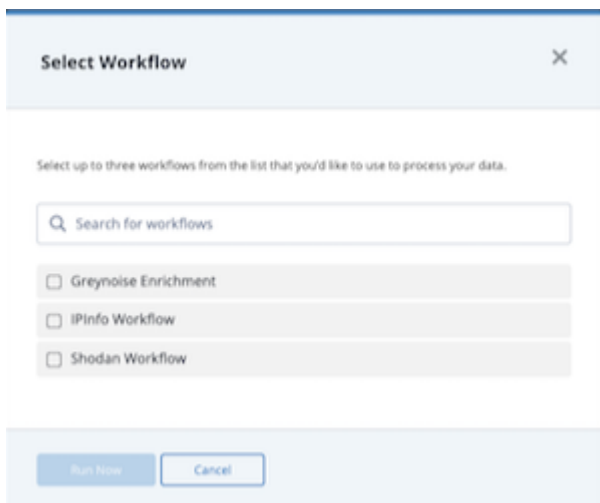 Select Workflow
Select up to three workflows from the list that you'd like to use to process your data.
Search for workflows
Greynoise Enrichment
IPInfo Workflow
Shodan Workflow
Run Now
Cancel